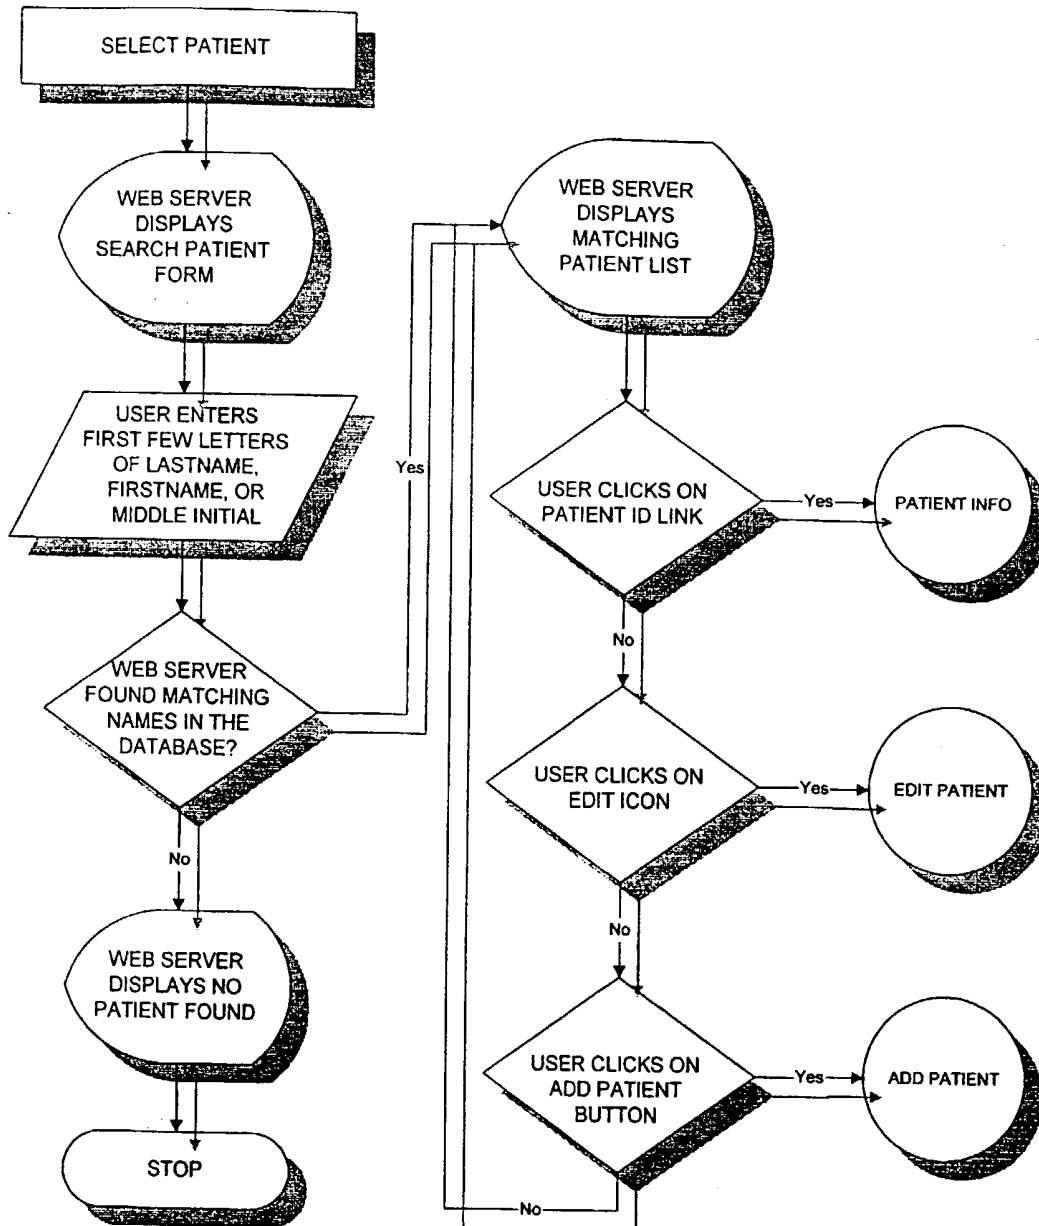 SELECT PATIENT
WEB SERVER
DISPLAYS
SEARCH PATIENT
FORM
USER ENTERS
FIRST FEW LETTERS
OF LASTNAME,
FIRSTNAME, OR
MIDDLE INITIAL
WEB SERVER
FOUND MATCHING
NAMES IN THE
DATABASE?
Yes
No
WEB SERVER
DISPLAYS NO
PATIENT FOUND
STOP
WEB SERVER
DISPLAYS
MATCHING
PATIENT LIST
USER CLICKS ON
PATIENT ID LINK
Yes
PATIENT INFO
No
USER CLICKS ON
EDIT ICON
Yes
EDIT PATIENT
No
USER CLICKS ON
ADD PATIENT
BUTTON
Yes
ADD PATIENT
No